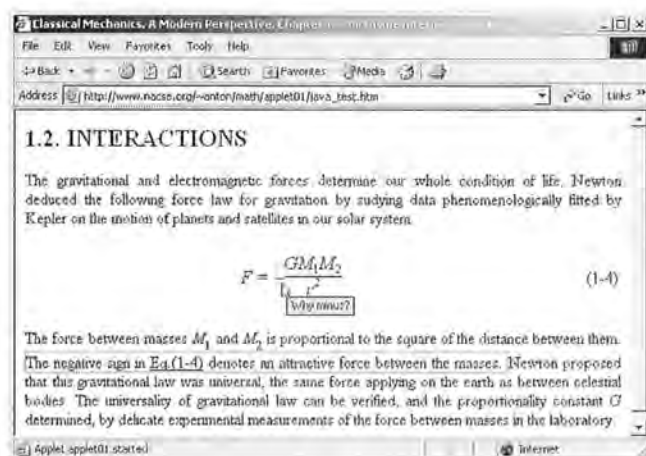 Classical Mechanics, A Modern Perspective, Chapter
File Edit View Favorites Tools Help
Back Search Favorites Media
Address http://www.nacse.org/~anton/math/applet01/java_test.htm Go Links
1.2. INTERACTIONS
The gravitational and electromagnetic forces determine our whole condition of life. Newton
deduced the following force law for gravitation by sudying data phenomenologically fitted by
Kepler on the motion of planets and satellites in our solar system
F = - GM₁M₂ / r² (1-4)
Why minus?
The force between masses M₁ and M₂ is proportional to the square of the distance between them.
The negative sign in Eq.(1-4) denotes an attractive force between the masses. Newton proposed
that this gravitational law was universal, the same force applying on the earth as between celestial
bodies. The universality of gravitational law can be verified, and the proportionality constant G
determined, by delicate experimental measurements of the force between masses in the laboratory
Applet applet01 started Internet